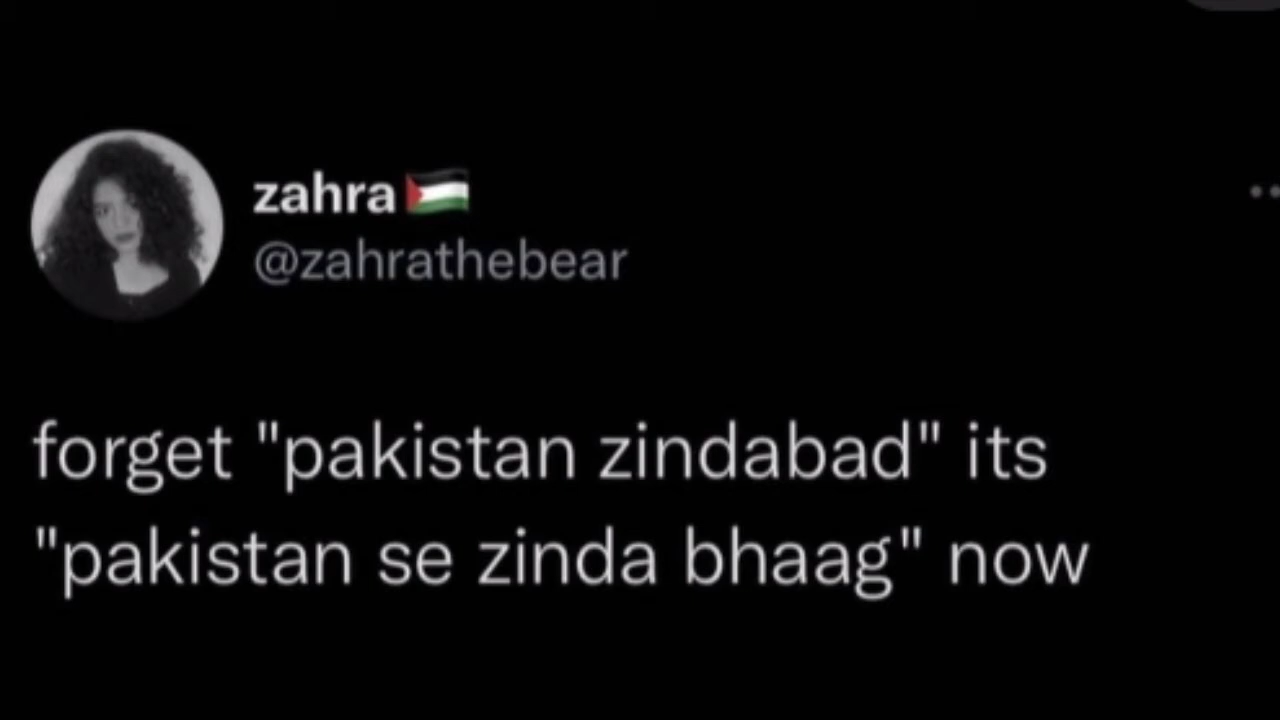 zahra🇵🇸
@zahrathebear
forget "pakistan zindabad" its
"pakistan se zinda bhaag" now